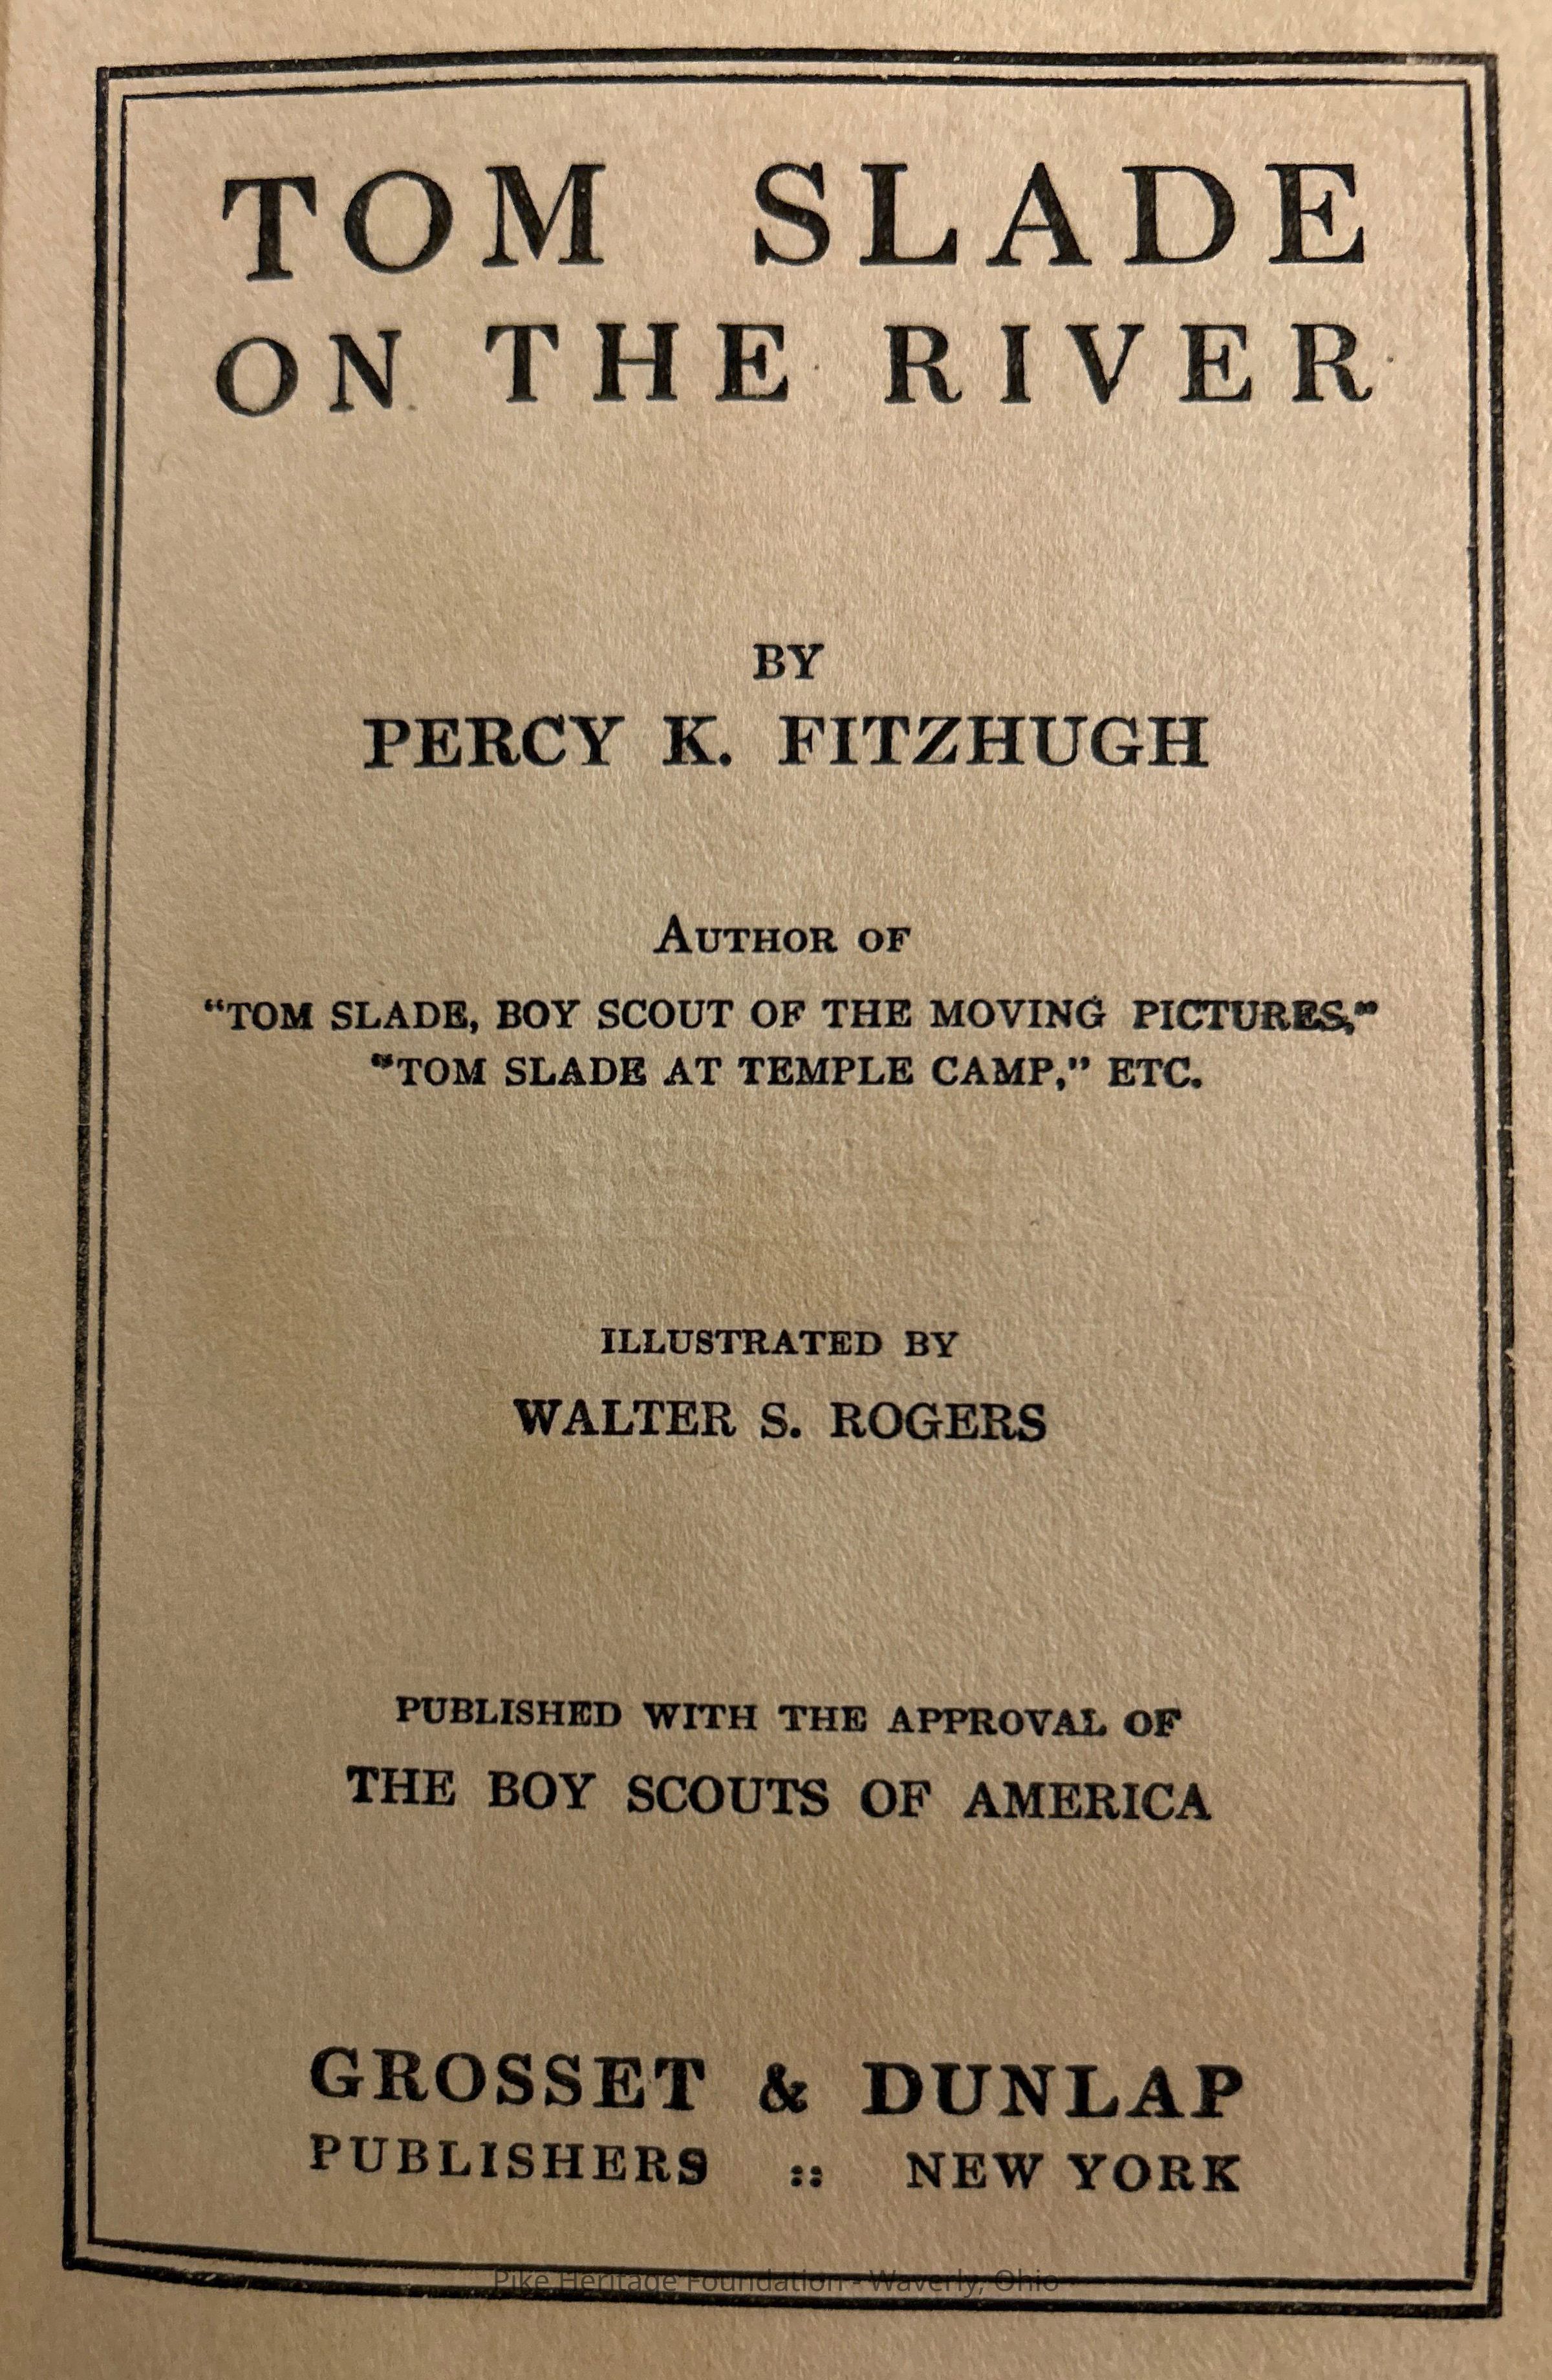 TOM SLADE
ON THE RIVER
BY
PERCY K. FITZHUGH
AUTHOR OF
“TOM SLADE, BOY SCOUT OF THE MOVING PICTURES,”
“TOM SLADE AT TEMPLE CAMP,” ETC.
ILLUSTRATED BY
WALTER S. ROGERS
PUBLISHED WITH THE APPROVAL OF
THE BOY SCOUTS OF AMERICA
GROSSET & DUNLAP
PUBLISHERS :: NEW YORK
Pike Heritage Foundation - Waverly, Ohio